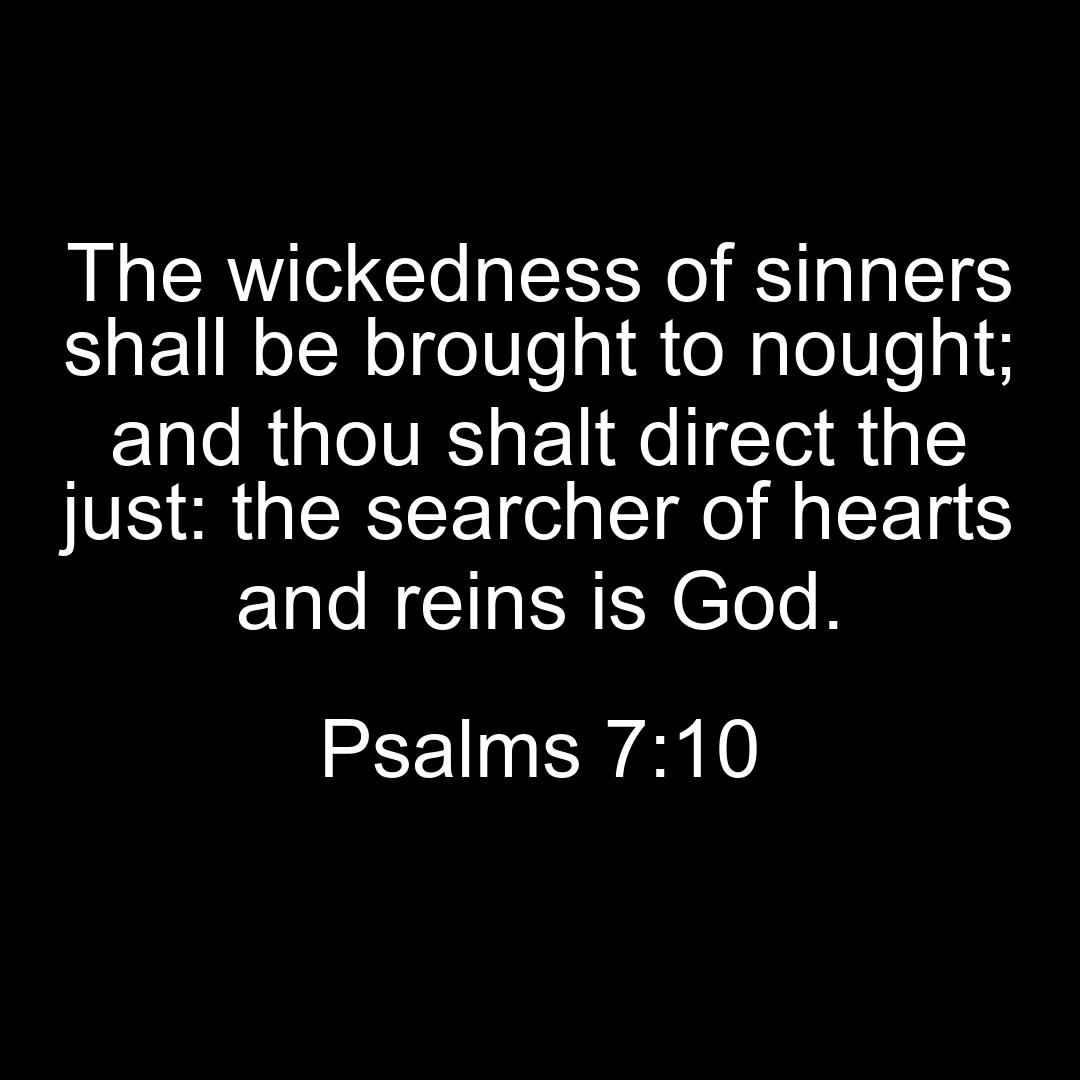 The wickedness of sinners
shall be brought to nought;
and thou shalt direct the
just: the searcher of hearts
and reins is God.
Psalms 7:10